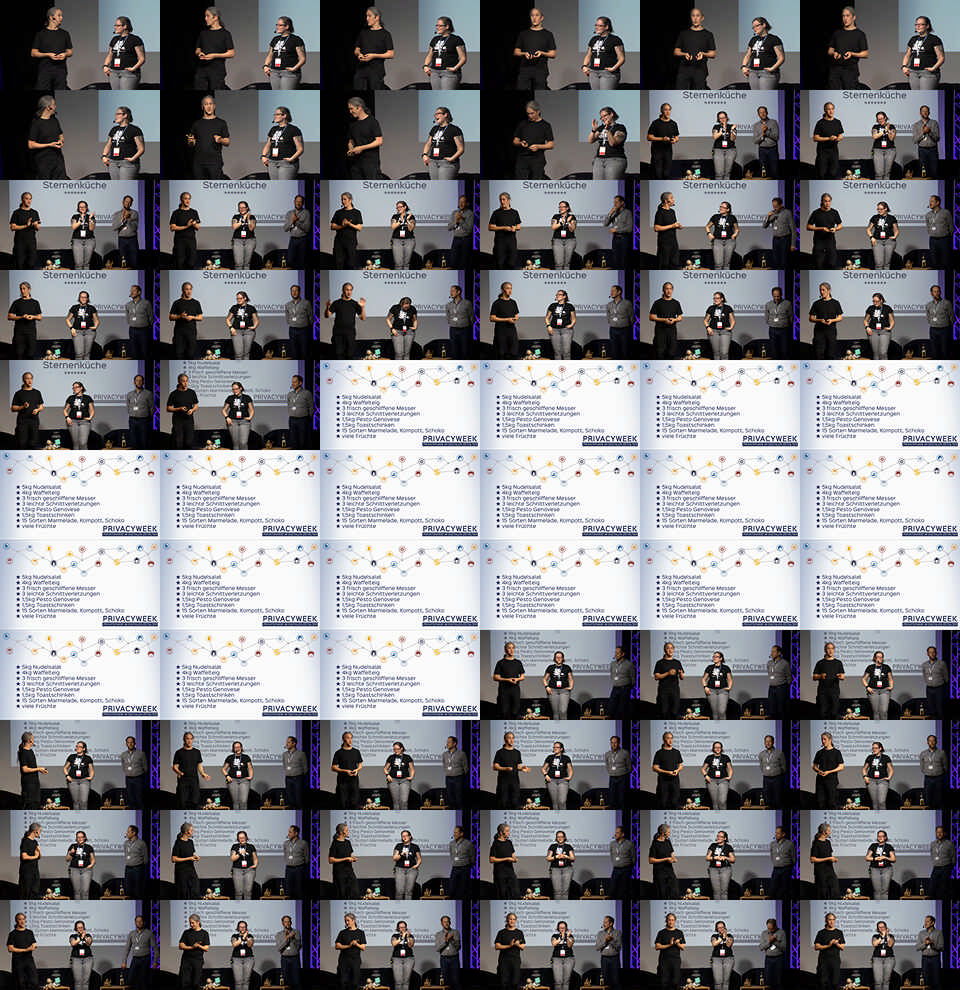 Sternenküche
*******
PRIVACYWEEK
★ 5kg Nudelsalat
★ 4kg Waffelteig
★ 3 frisch geschliffene Messer
★ 3 leichte Schnittverletzungen
★ 1,5kg Pesto Genovese
★ 1,5kg Toastschinken
★ 15 Sorten Marmelade, Kompott, Schoko
★ viele Früchte
PRIVACYWEEK